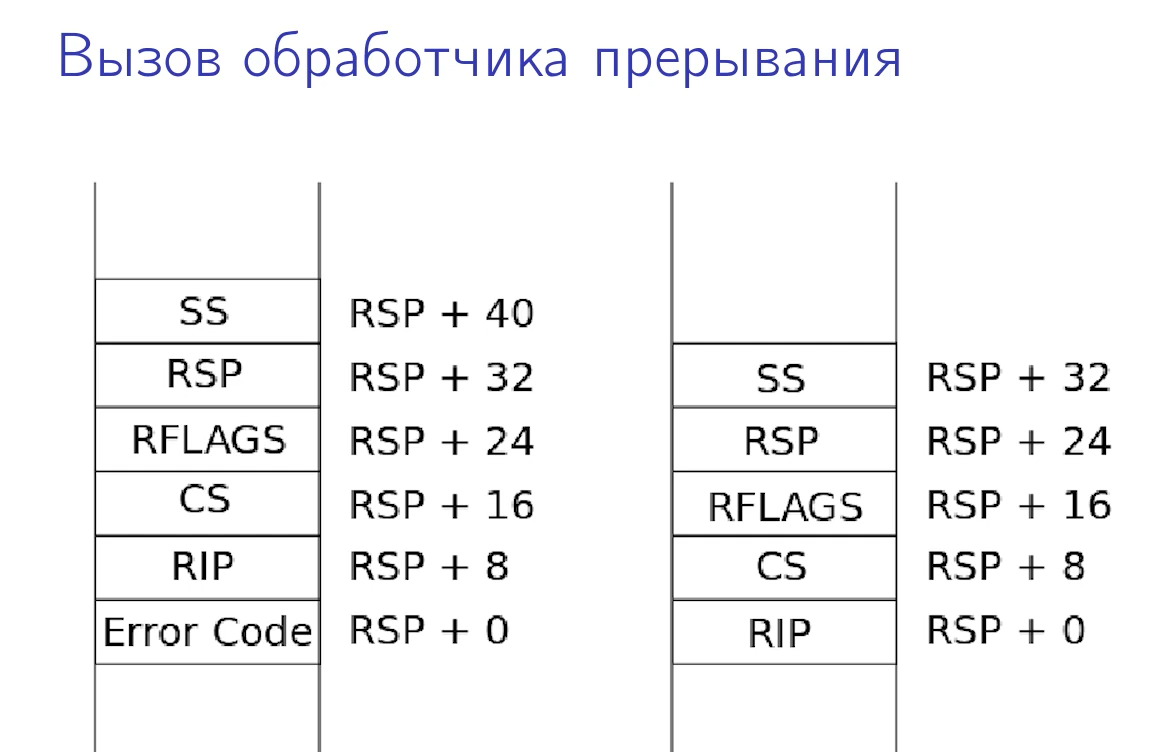 Вызов обработчика прерывания
SS RSP + 40
RSP RSP + 32
RFLAGS RSP + 24
CS RSP + 16
RIP RSP + 8
Error Code RSP + 0
SS RSP + 32
RSP RSP + 24
RFLAGS RSP + 16
CS RSP + 8
RIP RSP + 0